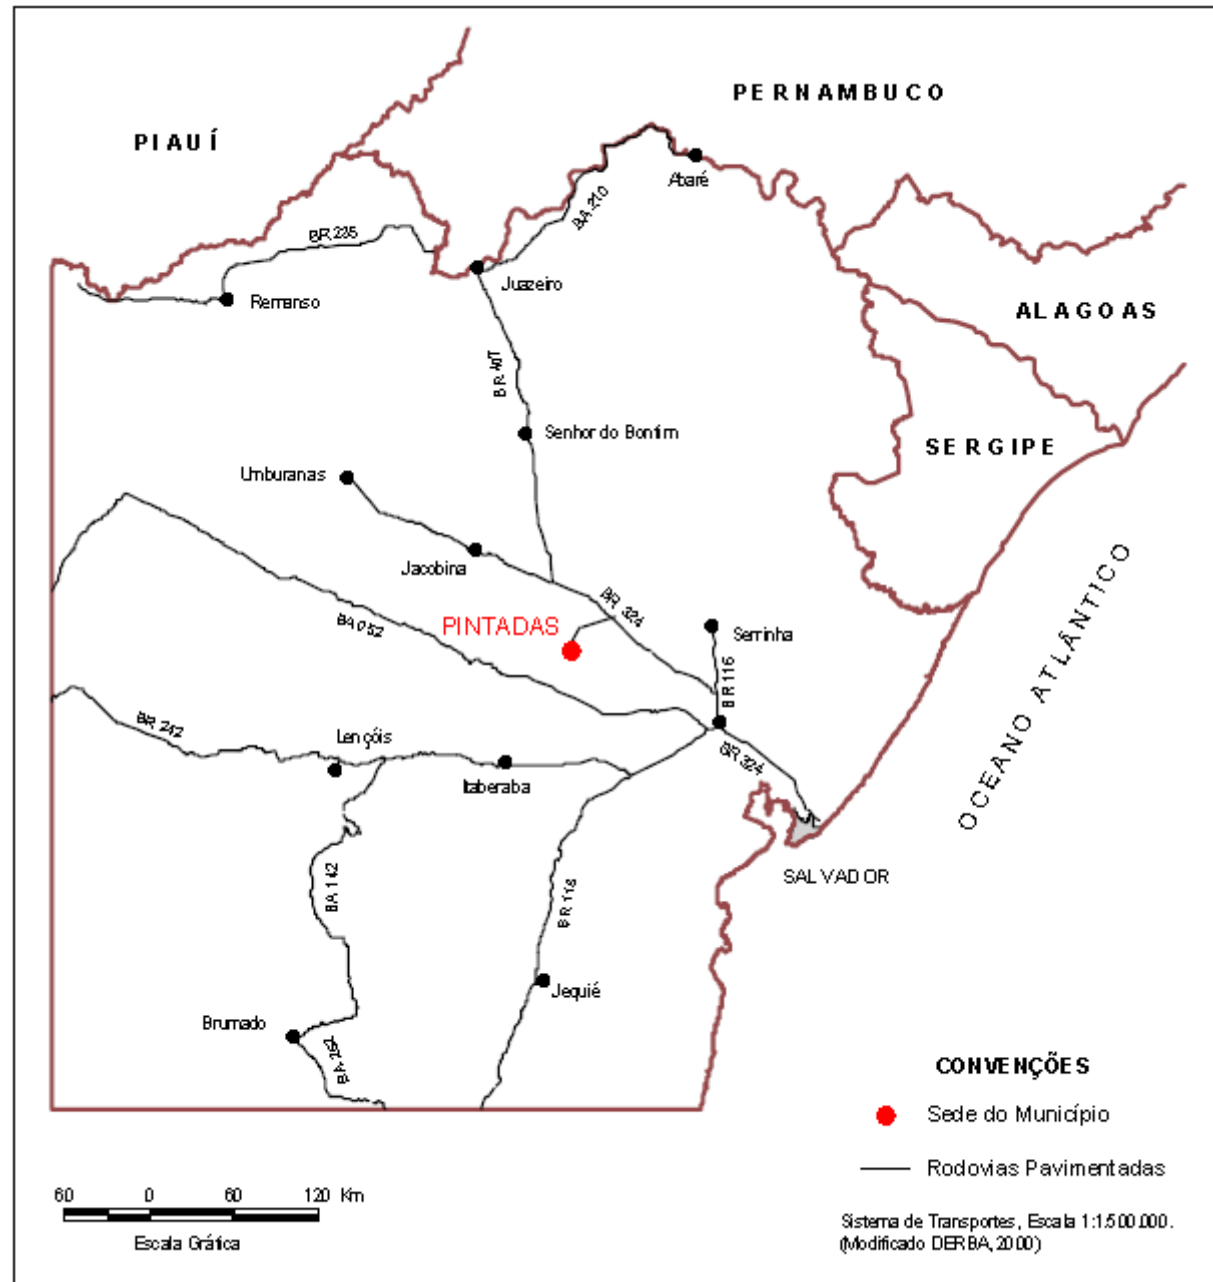 PERNAMBUCO
PIAUÍ
Abaré
BA 210
BR 235
Juazeiro
Remanso
ALAGOAS
BR 407
Senhor do Bonfim
SERGIPE
Umburanas
Jacobina
BR 324
PINTADAS
BA 052
Serrinha
BR 116
BR 242
Lençóis
Itaberaba
BR 324
OCEANO ATLÂNTICO
SALVADOR
BA 142
BR 116
Jequié
Brumado
BA 262
CONVENÇÕES
Sede do Município
Rodovias Pavimentadas
60 0 60 120 Km
Escala Gráfica
Sistema de Transportes, Escala 1:1.500.000.
(Modificado DERBA, 2000)